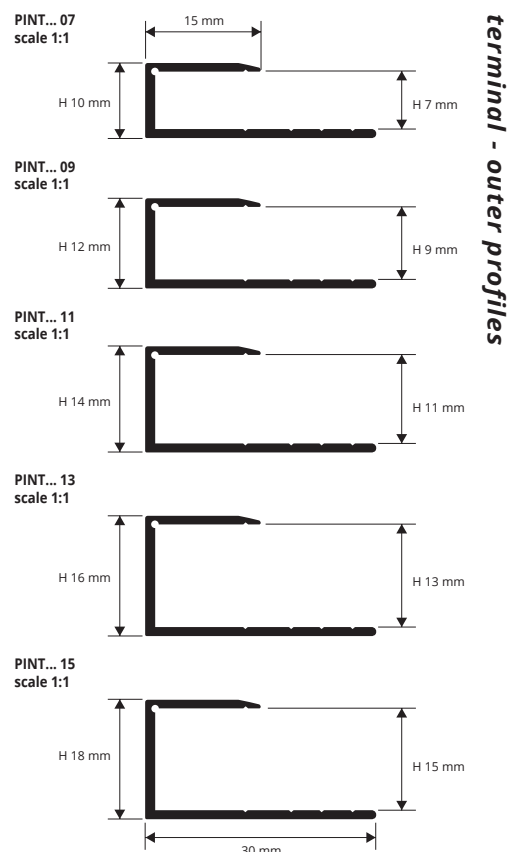 PINT... 07
scale 1:1
15 mm
H 10 mm
H 7 mm
PINT... 09
scale 1:1
H 12 mm
H 9 mm
PINT... 11
scale 1:1
H 14 mm
H 11 mm
PINT... 13
scale 1:1
H 16 mm
H 13 mm
PINT... 15
scale 1:1
H 18 mm
H 15 mm
30 mm
terminal - outer profiles